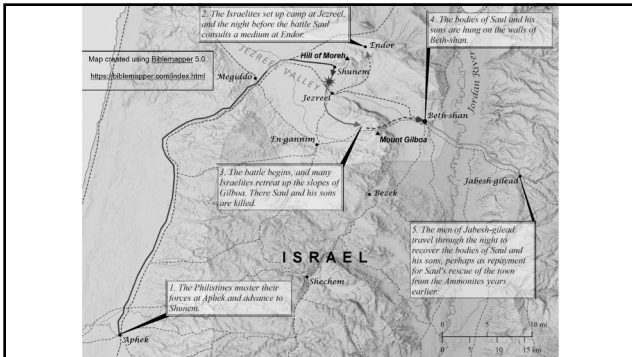 2. The Israelites set up camp at Jezreel,
and the night before the battle Saul
consults a medium at Endor.
4. The bodies of Saul and his
sons are hung on the walls of
Beth-shan.
Map created using Biblemapper 5.0.
https://biblemapper.com/index.html
Endor
Hill of Moreh
Shunem
JEZREEL VALLEY
Megiddo
Jezreel
Jordan River
Beth-shan
En-gannim
Mount Gilboa
3. The battle begins, and many
Israelites retreat up the slopes of
Gilboa. There Saul and his sons
are killed.
Jabesh-gilead
Bezek
5. The men of Jabesh-gilead
travel through the night to
recover the bodies of Saul and
his sons, perhaps as repayment
for Saul's rescue of the town
from the Ammonites years
earlier.
ISRAEL
Shechem
1. The Philistines muster their
forces at Aphek and advance to
Shunem.
Aphek
0 10 mi
0 15 km